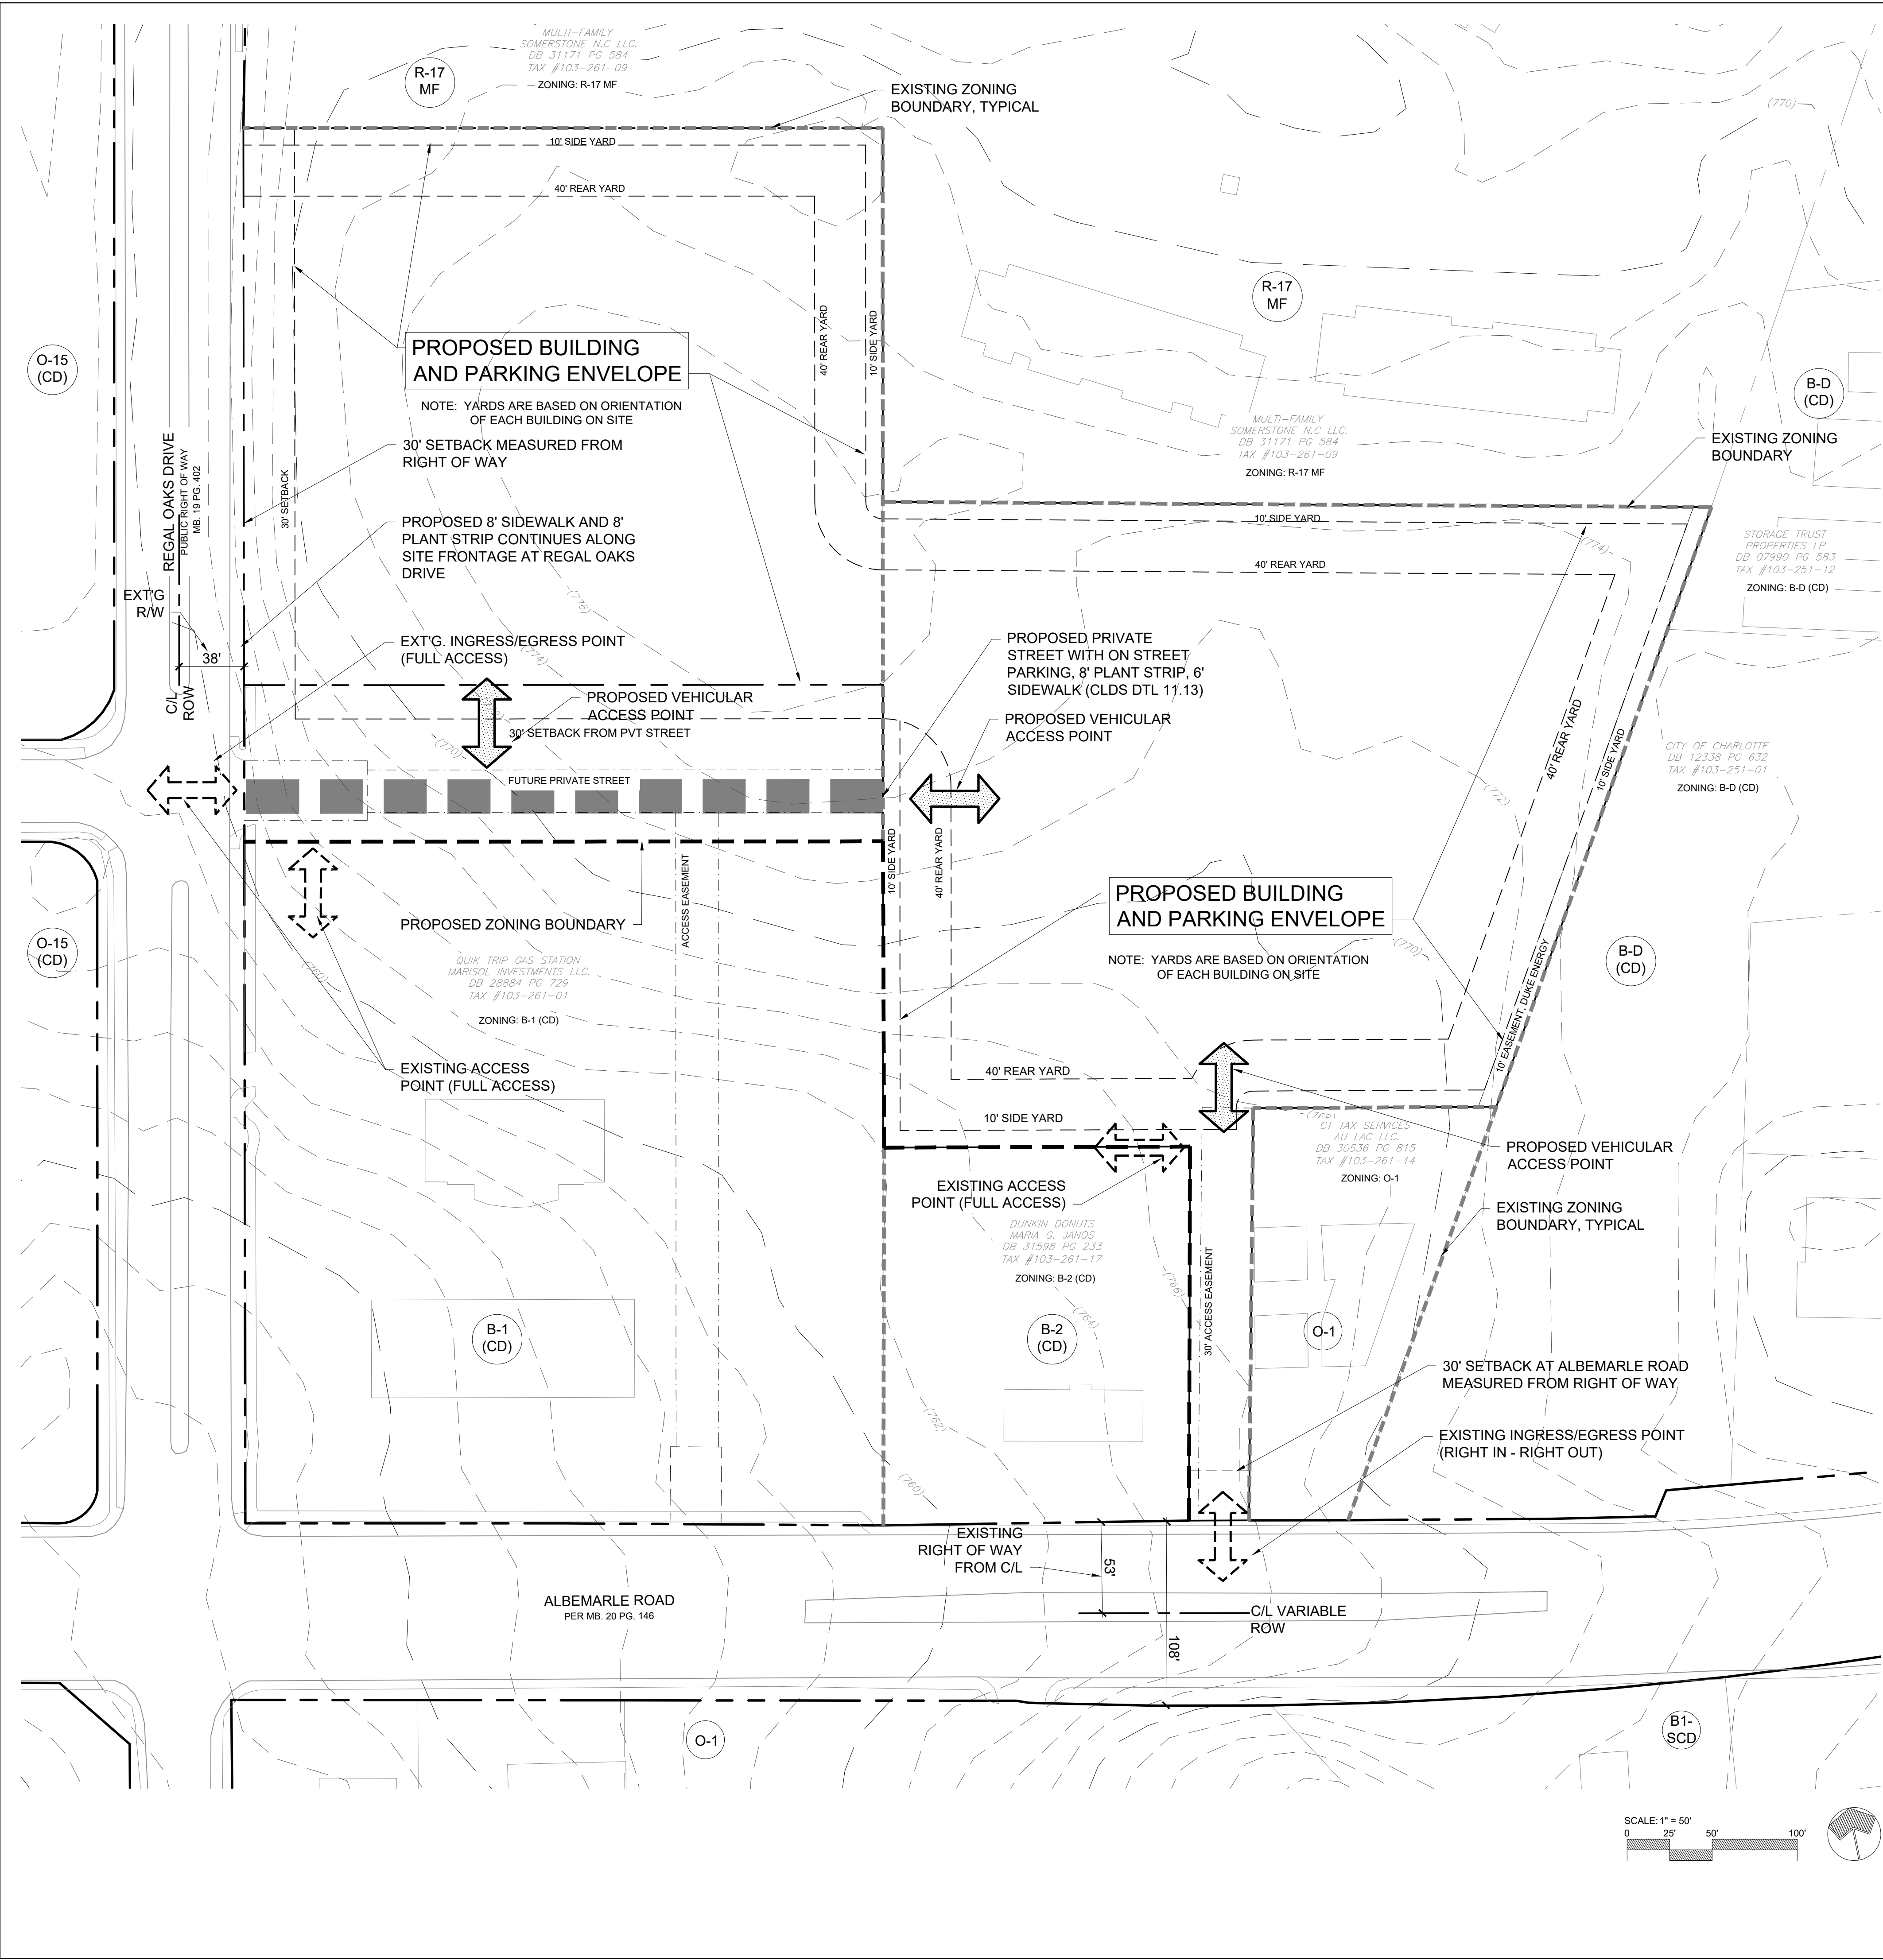 MULTI-FAMILY
SOMERSTONE N.C LLC.
DB 31171 PG 584
TAX #103-261-09
ZONING: R-17 MF
R-17
MF
EXISTING ZONING
BOUNDARY, TYPICAL
(770)
10' SIDE YARD
40' REAR YARD
R-17
MF
40' REAR YARD
10' SIDE YARD
O-15
(CD)
PROPOSED BUILDING
AND PARKING ENVELOPE
NOTE: YARDS ARE BASED ON ORIENTATION
OF EACH BUILDING ON SITE
B-D
(CD)
MULTI-FAMILY
SOMERSTONE N.C LLC.
DB 31171 PG 584
TAX #103-261-09
ZONING: R-17 MF
EXISTING ZONING
BOUNDARY
REGAL OAKS DRIVE
PUBLIC RIGHT OF WAY
MB. 19 PG. 402
30' SETBACK
30' SETBACK MEASURED FROM
RIGHT OF WAY
PROPOSED 8' SIDEWALK AND 8'
PLANT STRIP CONTINUES ALONG
SITE FRONTAGE AT REGAL OAKS
DRIVE
10' SIDE YARD
(774)
40' REAR YARD
STORAGE TRUST
PROPERTIES LP
DB 07990 PG 583
TAX #103-251-12
ZONING: B-D (CD)
EXT'G
R/W
38'
C/L
ROW
(776)
EXT'G. INGRESS/EGRESS POINT
(FULL ACCESS)
(774)
PROPOSED PRIVATE
STREET WITH ON STREET
PARKING, 8' PLANT STRIP, 6'
SIDEWALK (CLDS DTL 11.13)
PROPOSED VEHICULAR
ACCESS POINT
30' SETBACK FROM PVT STREET
(770)
PROPOSED VEHICULAR
ACCESS POINT
40' REAR YARD
10' SIDE YARD
CITY OF CHARLOTTE
DB 12338 PG 632
TAX #103-251-01
ZONING: B-D (CD)
FUTURE PRIVATE STREET
(772)
10' SIDE YARD
40' REAR YARD
ACCESS EASEMENT
PROPOSED ZONING BOUNDARY
PROPOSED BUILDING
AND PARKING ENVELOPE
NOTE: YARDS ARE BASED ON ORIENTATION
OF EACH BUILDING ON SITE
(770)
O-15
(CD)
(760)
QUIK TRIP GAS STATION
MARISOL INVESTMENTS LLC.
DB 28884 PG 729
TAX #103-261-01
ZONING: B-1 (CD)
B-D
(CD)
10' EASEMENT, DUKE ENERGY
EXISTING ACCESS
POINT (FULL ACCESS)
40' REAR YARD
10' SIDE YARD
(768)
CT TAX SERVICES
AU LAC LLC.
DB 30536 PG 815
TAX #103-261-14
ZONING: O-1
PROPOSED VEHICULAR
ACCESS POINT
EXISTING ACCESS
POINT (FULL ACCESS)
DUNKIN DONUTS
MARIA G. JANOS
DB 31598 PG 233
TAX #103-261-17
ZONING: B-2 (CD)
EXISTING ZONING
BOUNDARY, TYPICAL
(766)
30' ACCESS EASEMENT
(764)
B-1
(CD)
B-2
(CD)
O-1
30' SETBACK AT ALBEMARLE ROAD
MEASURED FROM RIGHT OF WAY
(762)
EXISTING INGRESS/EGRESS POINT
(RIGHT IN - RIGHT OUT)
(760)
EXISTING
RIGHT OF WAY
FROM C/L
53'
ALBEMARLE ROAD
PER MB. 20 PG. 146
C/L VARIABLE
ROW
108'
O-1
B1-
SCD
SCALE: 1" = 50'
0 25' 50' 100'